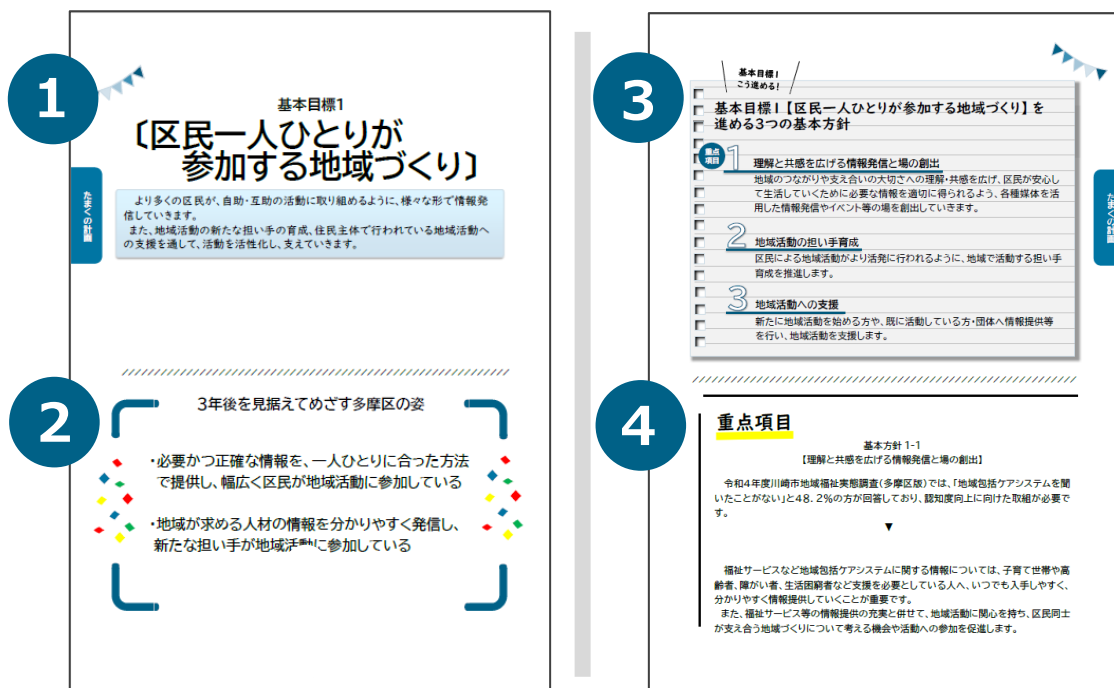 1
基本目標1
〔区民一人ひとりが
参加する地域づくり〕
たまくの計画
より多くの区民が、自助・互助の活動に取り組めるように、様々な形で情報発
信していきます。
また、地域活動の新たな担い手の育成、住民主体で行われている地域活動へ
の支援を通して、活動を活性化し、支えていきます。
2
3年後を見据えてめざす多摩区の姿
・必要かつ正確な情報を、一人ひとりに合った方法
で提供し、幅広く区民が地域活動に参加している
・地域が求める人材の情報を分かりやすく発信し、
新たな担い手が地域活動に参加している
3
基本目標1
こう進める!
基本目標1【区民一人ひとりが参加する地域づくり】を
進める3つの基本方針
重点
項目
1
理解と共感を広げる情報発信と場の創出
地域のつながりや支え合いの大切さへの理解・共感を広げ、区民が安心し
て生活していくために必要な情報を適切に得られるよう、各種媒体を活
用した情報発信やイベント等の場を創出していきます。
2
地域活動の担い手育成
区民による地域活動がより活発に行われるように、地域で活動する担い手
育成を推進します。
3
地域活動への支援
新たに地域活動を始める方や、既に活動している方・団体へ情報提供等
を行い、地域活動を支援します。
たまくの計画
4
重点項目
基本方針 1-1
【理解と共感を広げる情報発信と場の創出】
令和4年度川崎市地域福祉実態調査(多摩区版)では、「地域包括ケアシステムを聞
いたことがない」と48.2%の方が回答しており、認知度向上に向けた取組が必要で
す。
▼
福祉サービスなど地域包括ケアシステムに関する情報については、子育て世帯や高
齢者、障がい者、生活困窮者など支援を必要としている人へ、いつでも入手しやすく、
分かりやすく情報提供していくことが重要です。
また、福祉サービス等の情報提供の充実と併せて、地域活動に関心を持ち、区民同士
が支え合う地域づくりについて考える機会や活動への参加を促進します。